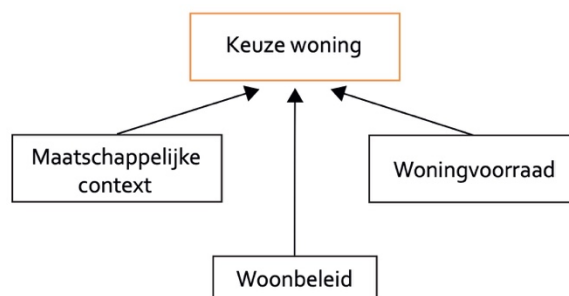 Keuze woning
Maatschappelijke
context
Woningvoorraad
Woonbeleid